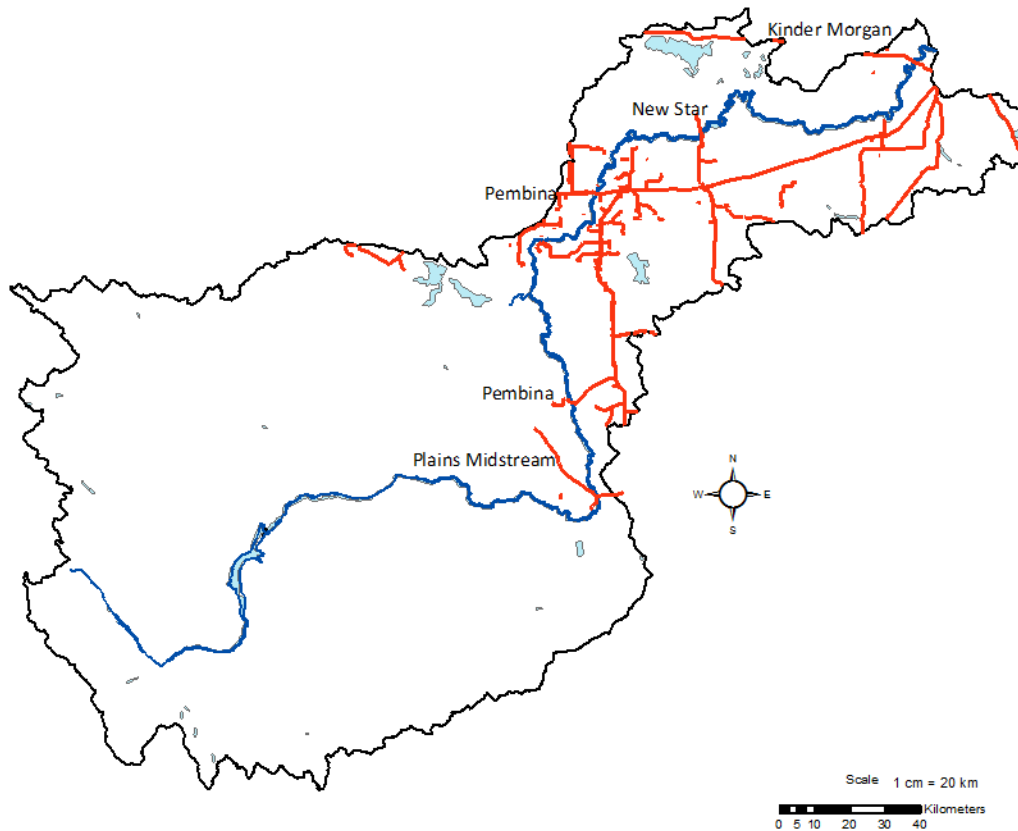 Kinder Morgan
New Star
Pembina
Pembina
Plains Midstream
N
W E
S
Scale 1 cm = 20 km
Kilometers
0 5 10 20 30 40